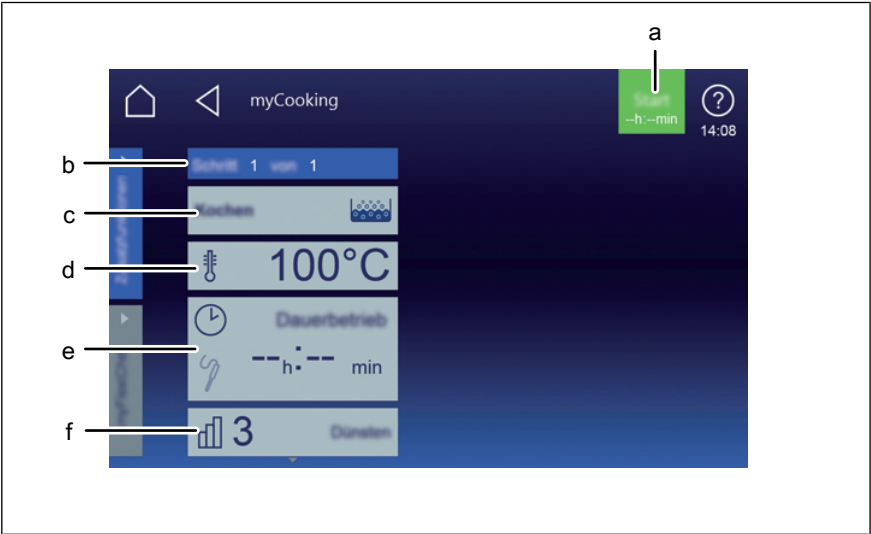 a
myCooking
Start
--h:--min
14:08
b
Schritt 1 von 1
c
Kochen
d
100°C
e
Dauerbetrieb
--h:-- min
f
3 Dünsten